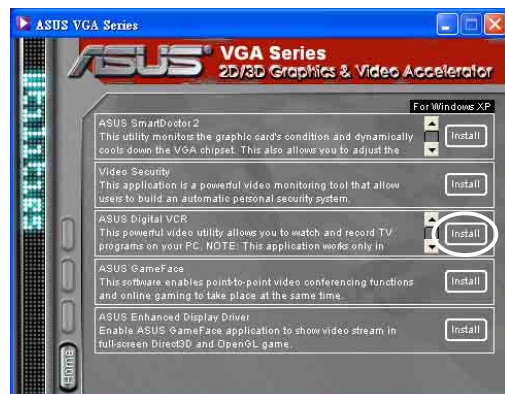 ASUS VGA Series
ASUS VGA Series
2D/3D Graphics & Video Accelerator
For Windows XP
ASUS SmartDoctor 2
This utility monitors the graphic card's condition and dynamically
cools down the VGA chipset. This also allows you to adjust the
Install
Video Security
This application is a powerful video monitoring tool that allow
users to build an automatic personal security system.
Install
ASUS Digital VCR
This powerful video utility allows you to watch and record TV
programs on your PC. NOTE: This application works only in
Install
ASUS GameFace
This software enables point-to-point video conferencing functions
and online gaming to take place at the same time.
Install
ASUS Enhanced Display Driver
Enable ASUS GameFace application to show video stream in
full-screen Direct3D and OpenGL game.
Install
Home